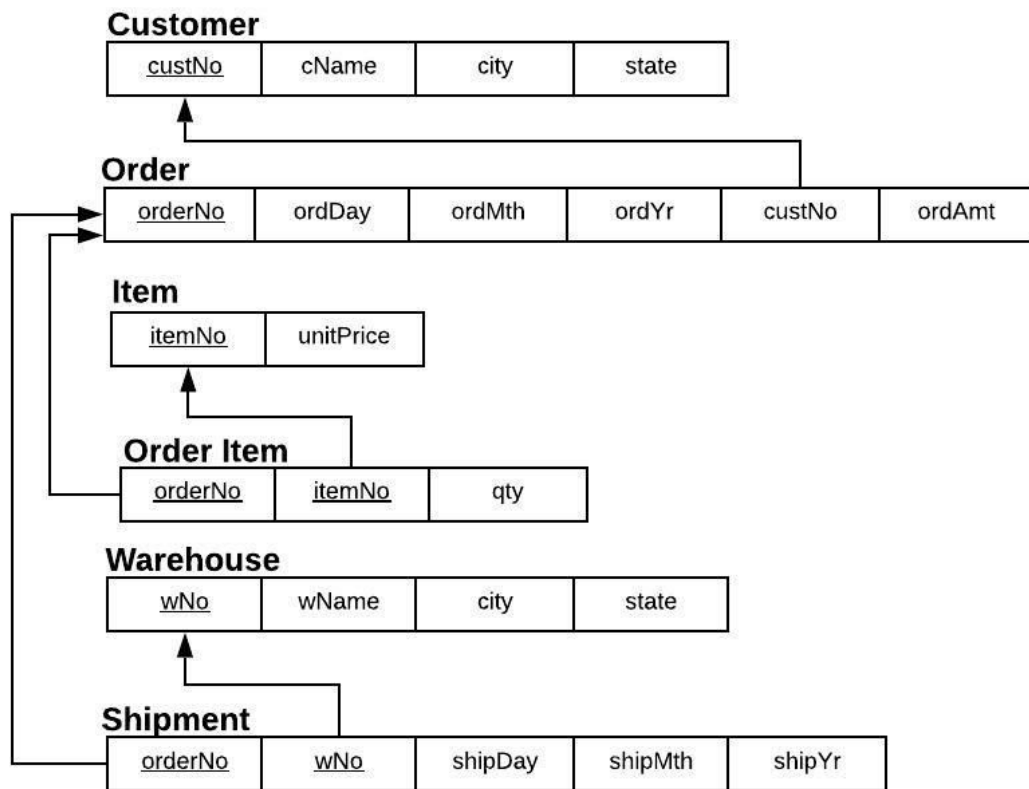 Customer
custNo cName city state
Order
orderNo ordDay ordMth ordYr custNo ordAmt
Item
itemNo unitPrice
Order Item
orderNo itemNo qty
Warehouse
wNo wName city state
Shipment
orderNo wNo shipDay shipMth shipYr